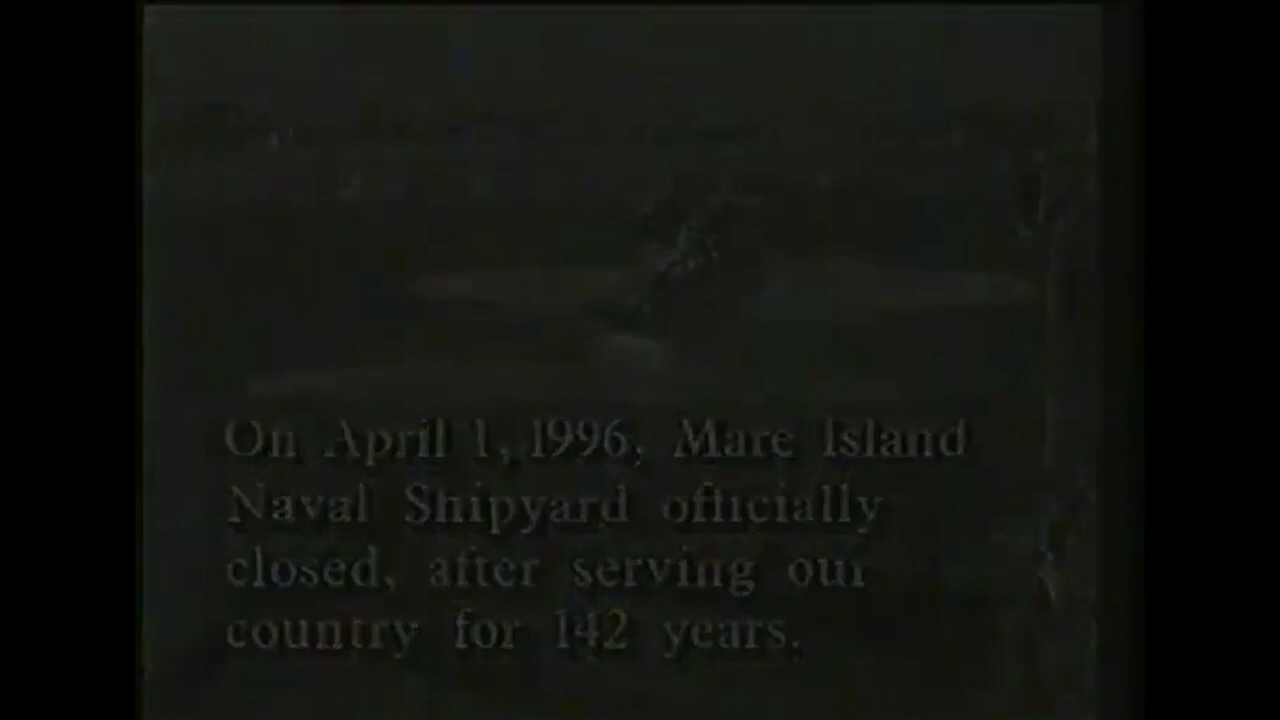 On April 1, 1996, Mare Island
Naval Shipyard officially
closed, after serving our
country for 142 years.